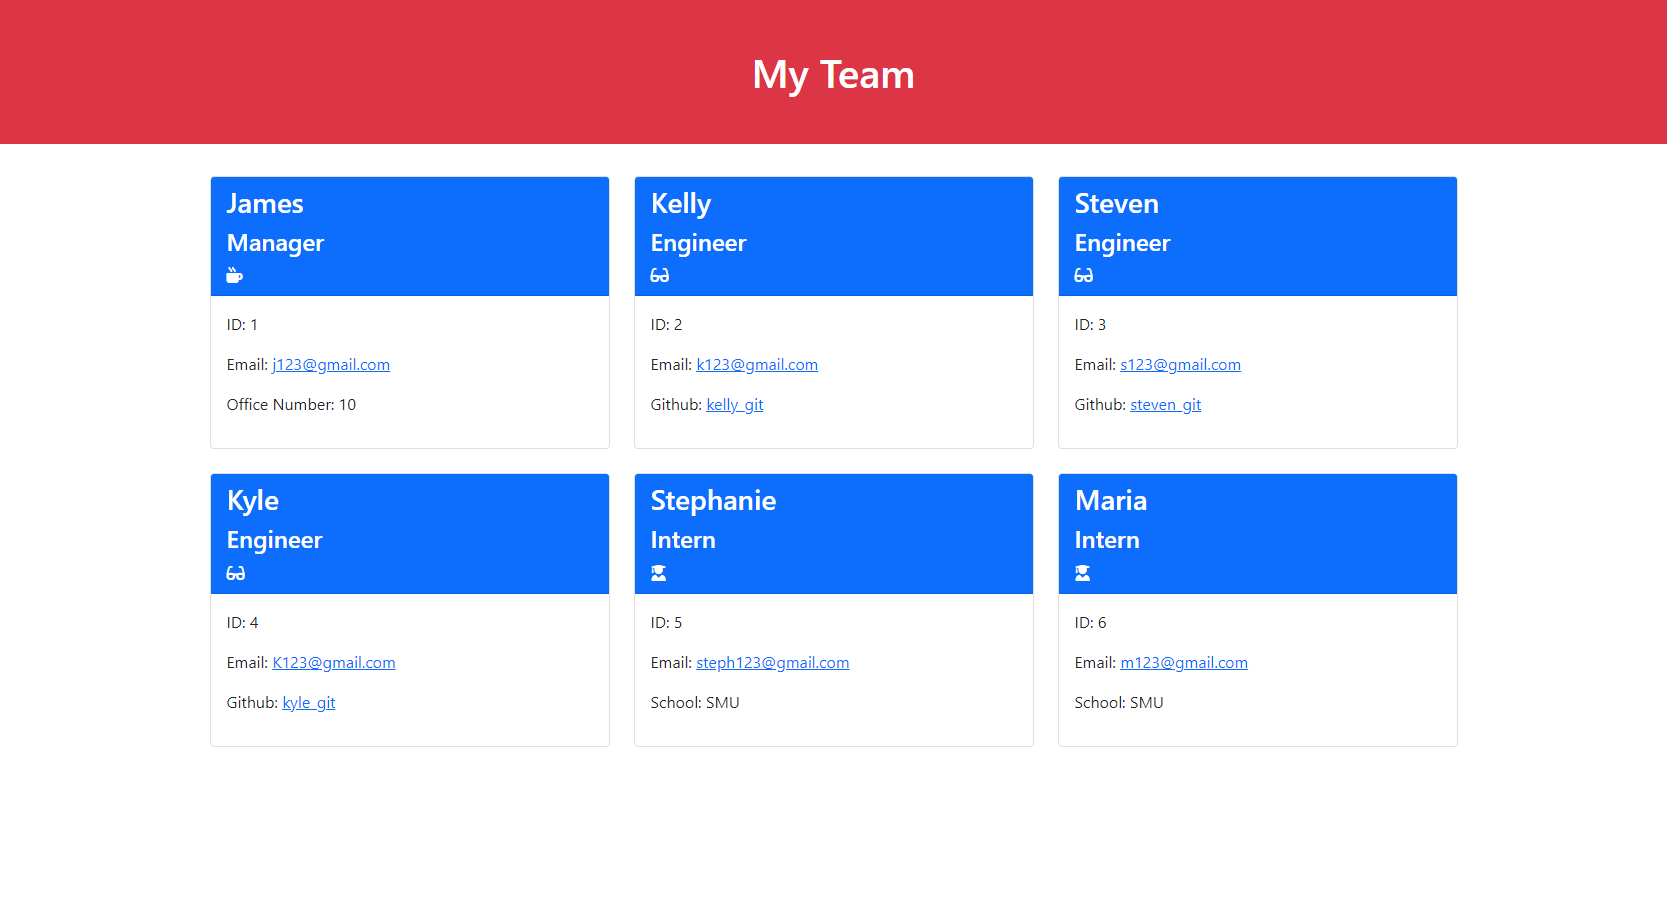 My Team
James
Manager
ID: 1
Email: j123@gmail.com
Office Number: 10
Kelly
Engineer
ID: 2
Email: k123@gmail.com
Github: kelly_git
Steven
Engineer
ID: 3
Email: s123@gmail.com
Github: steven_git
Kyle
Engineer
ID: 4
Email: K123@gmail.com
Github: kyle_git
Stephanie
Intern
ID: 5
Email: steph123@gmail.com
School: SMU
Maria
Intern
ID: 6
Email: m123@gmail.com
School: SMU